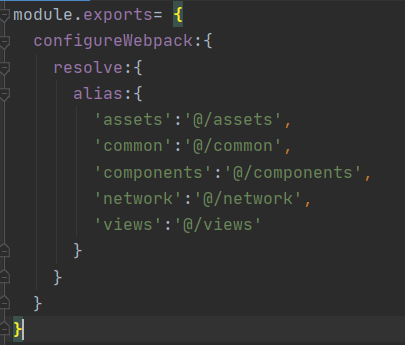 module.exports= {
  configureWebpack:{
    resolve:{
      alias:{
        'assets':'@/assets',
        'common':'@/common',
        'components':'@/components',
        'network':'@/network',
        'views':'@/views'
      }
    }
  }
}